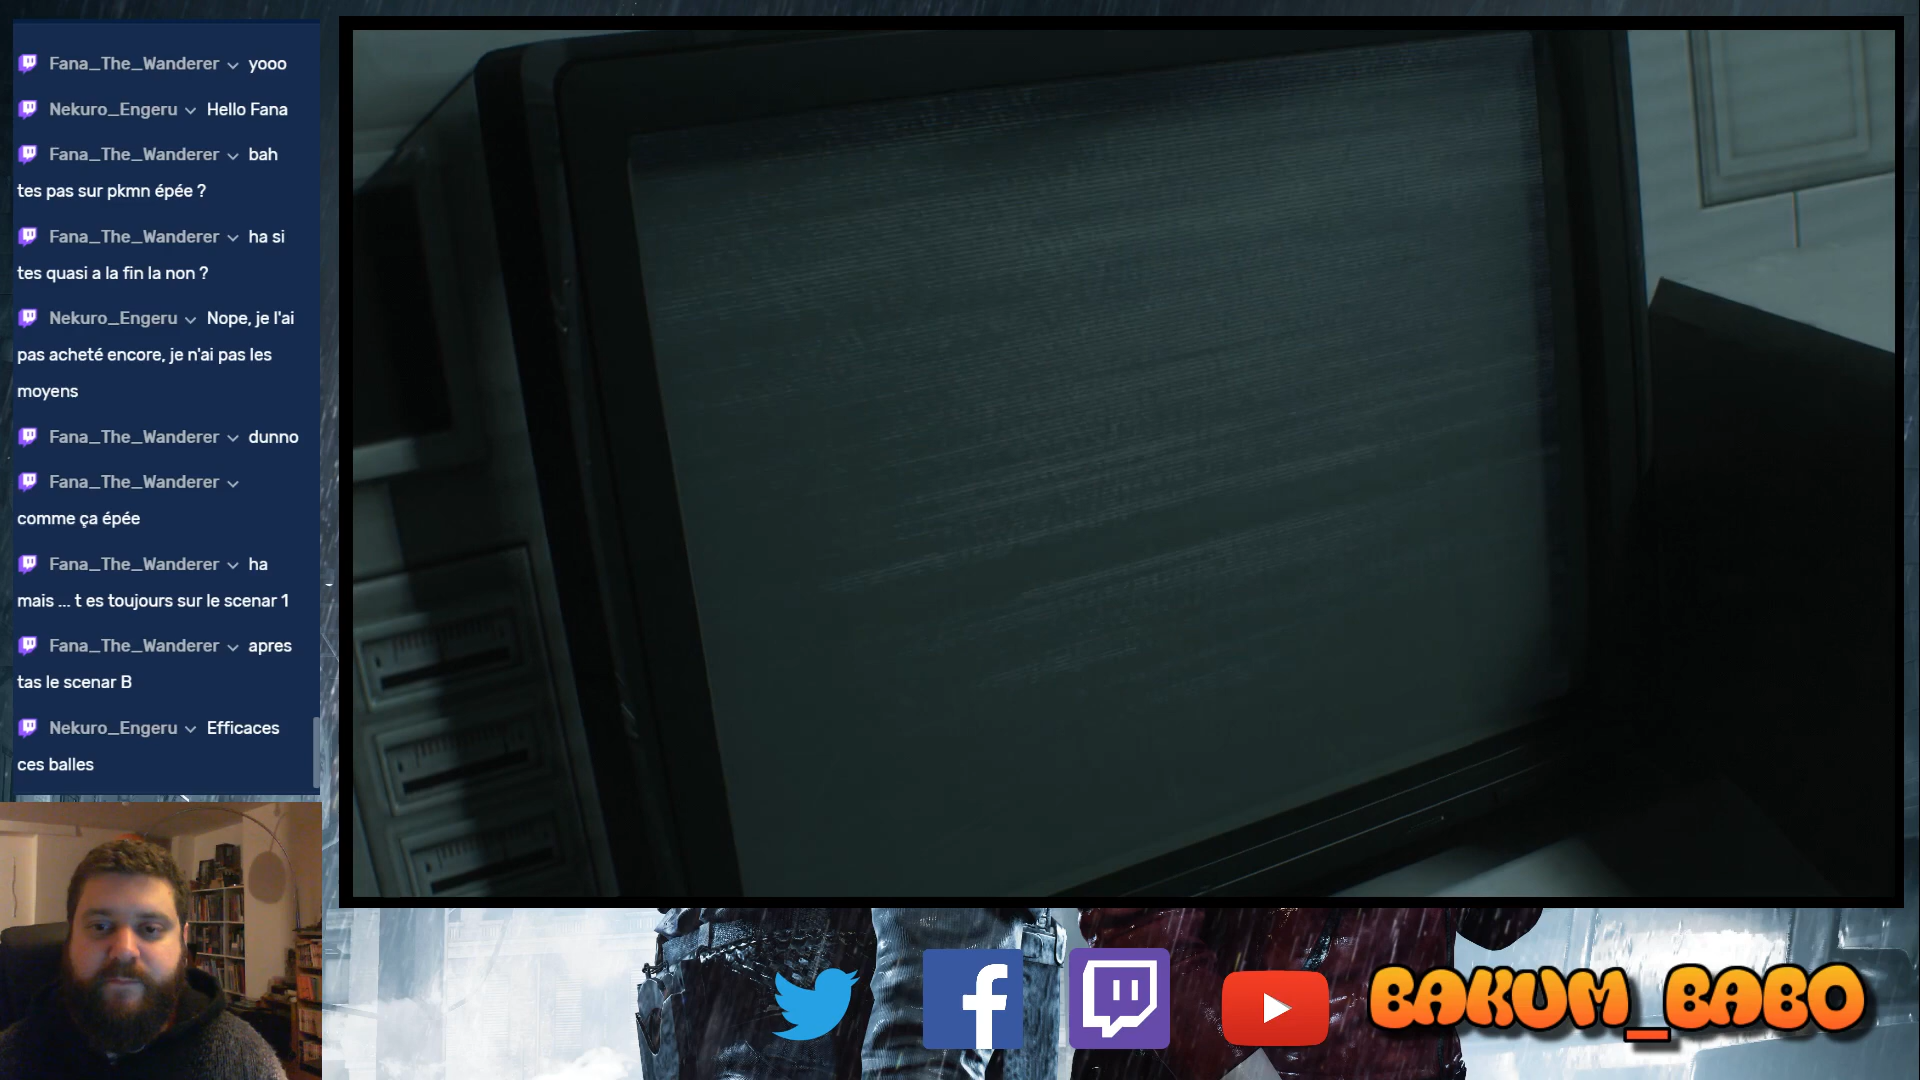 Fana_The_Wanderer yooo
Nekuro_Engeru Hello Fana
Fana_The_Wanderer bah
tes pas sur pkmn épée ?
Fana_The_Wanderer ha si
tes quasi a la fin la non ?
Nekuro_Engeru Nope, je l'ai
pas acheté encore, je n'ai pas les
moyens
Fana_The_Wanderer dunno
Fana_The_Wanderer
comme ça épée
Fana_The_Wanderer ha
mais ... t es toujours sur le scenar 1
Fana_The_Wanderer apres
tas le scenar B
Nekuro_Engeru Efficaces
ces balles
BAKUM_BABO